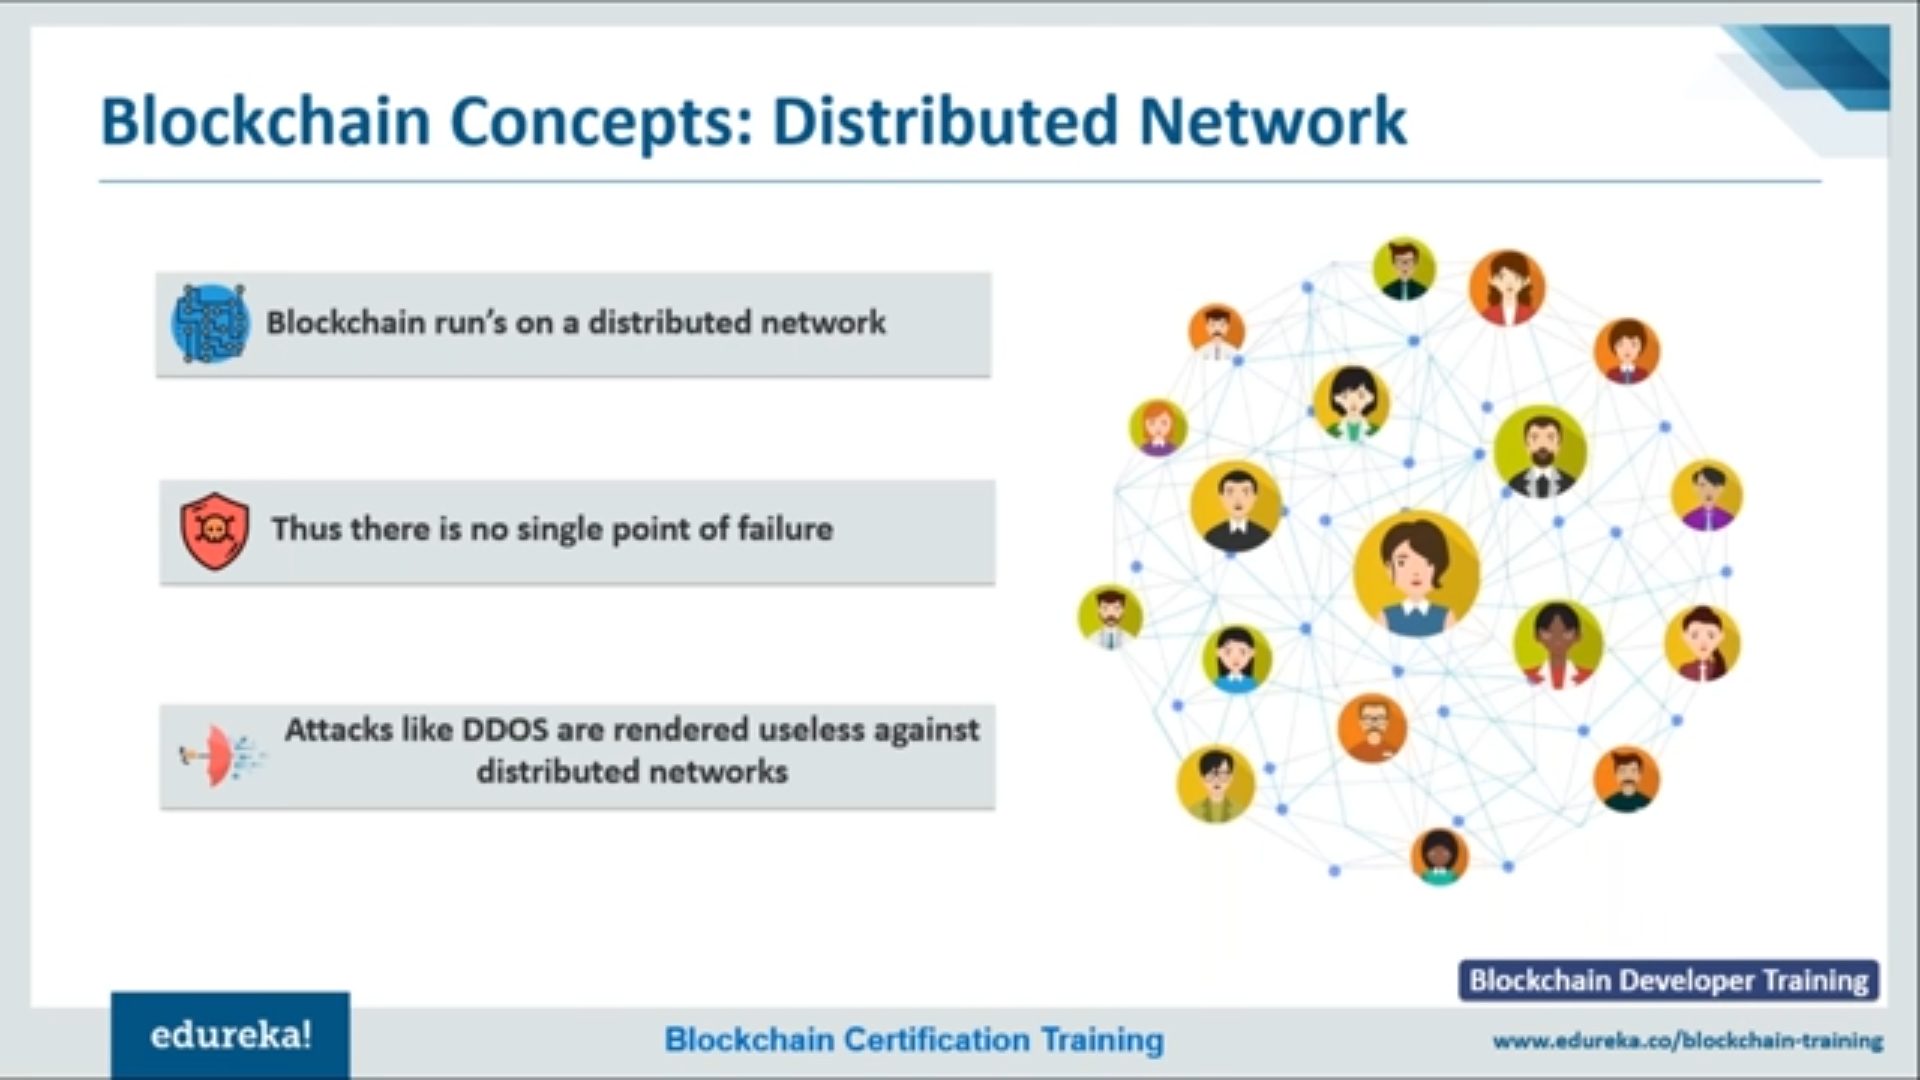 Blockchain Concepts: Distributed Network
Blockchain run's on a distributed network
Thus there is no single point of failure
Attacks like DDOS are rendered useless against
distributed networks
Blockchain Developer Training
edureka!
Blockchain Certification Training
www.edureka.co/blockchain-training